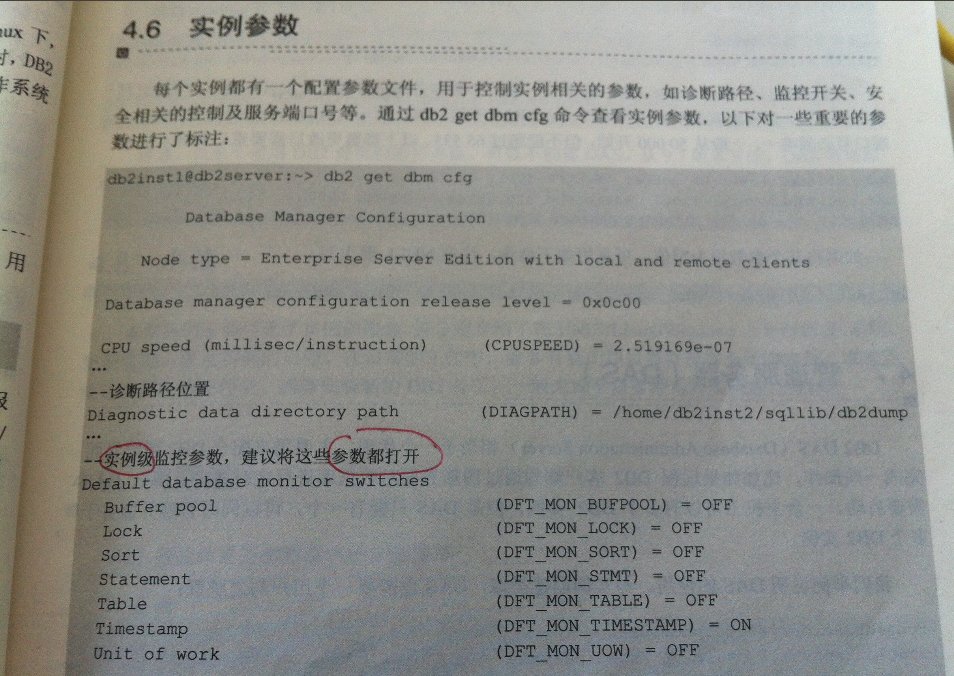 nux 下,
时, DB2
作系统
用
4.6 实例参数
每个实例都有一个配置参数文件，用于控制实例相关的参数，如诊断路径、监控开关、安
全相关的控制及服务端口号等。通过 db2 get dbm cfg 命令查看实例参数，以下对一些重要的参
数进行了标注：
db2inst1@db2server:~> db2 get dbm cfg
Database Manager Configuration
Node type = Enterprise Server Edition with local and remote clients
Database manager configuration release level = 0x0c00
CPU speed (millisec/instruction) (CPUSPEED) = 2.519169e-07
…
--诊断路径位置
Diagnostic data directory path (DIAGPATH) = /home/db2inst2/sqllib/db2dump
…
--实例级监控参数，建议将这些参数都打开
Default database monitor switches
Buffer pool (DFT_MON_BUFPOOL) = OFF
Lock (DFT_MON_LOCK) = OFF
Sort (DFT_MON_SORT) = OFF
Statement (DFT_MON_STMT) = OFF
Table (DFT_MON_TABLE) = OFF
Timestamp (DFT_MON_TIMESTAMP) = ON
Unit of work (DFT_MON_UOW) = OFF